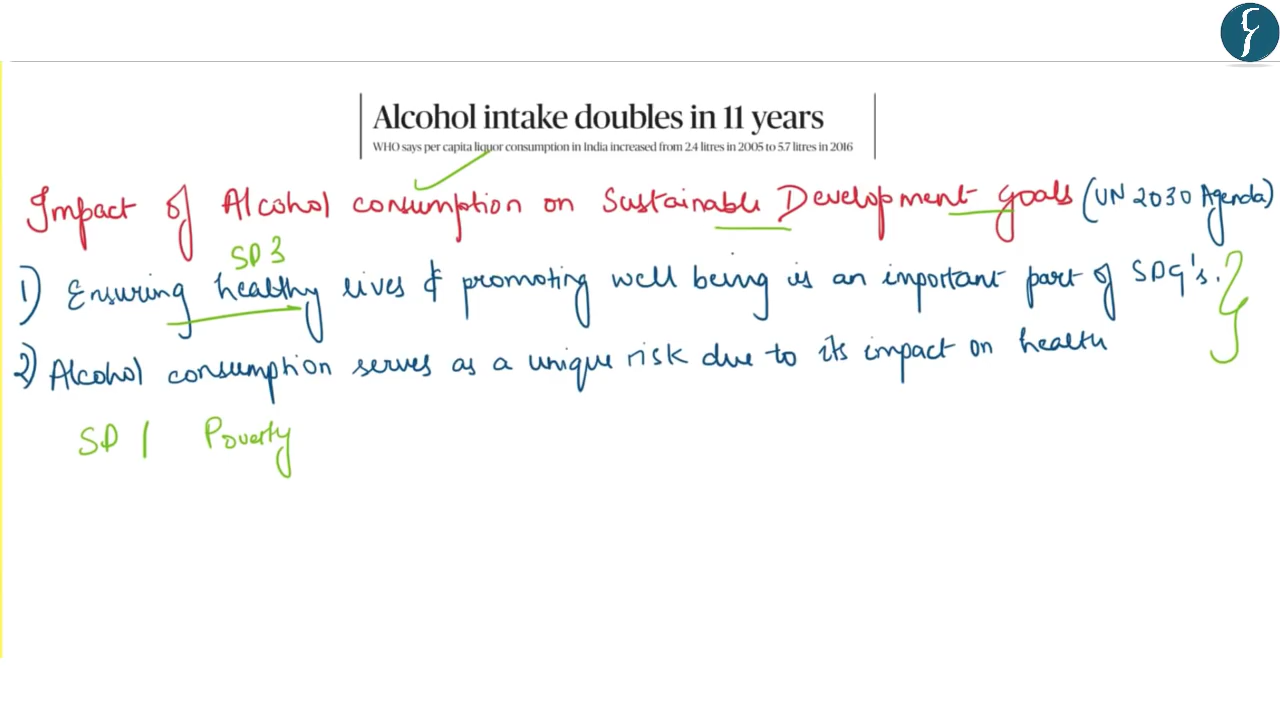 Alcohol intake doubles in 11 years
WHO says per capita liquor consumption in India increased from 2.4 litres in 2005 to 5.7 litres in 2016
Impact of Alcohol consumption on Sustainable Development goals (UN 2030 Agenda)
SD 3
1) Ensuring healthy lives & promoting well being is an important part of SDG's.
2) Alcohol consumption serves as a unique risk due to its impact on health
SD 1 Poverty